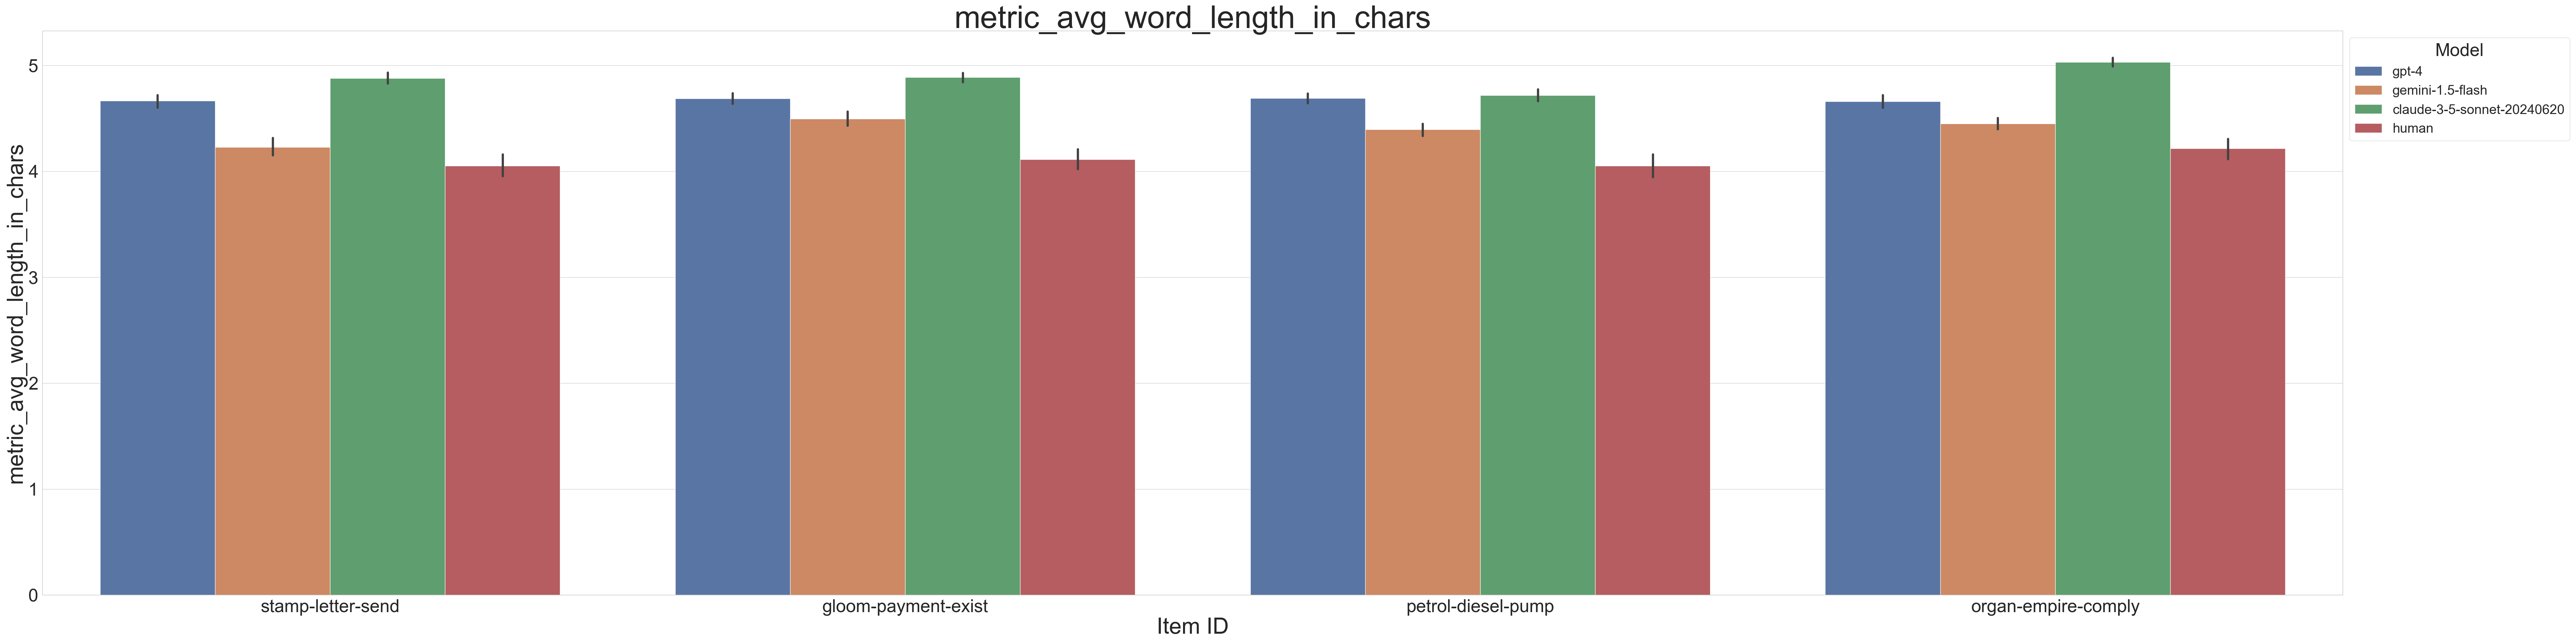 metric_avg_word_length_in_chars
metric_avg_word_length_in_chars
5
4
3
2
1
0
stamp-letter-send
gloom-payment-exist
petrol-diesel-pump
organ-empire-comply
Item ID
Model
gpt-4
gemini-1.5-flash
claude-3-5-sonnet-20240620
human